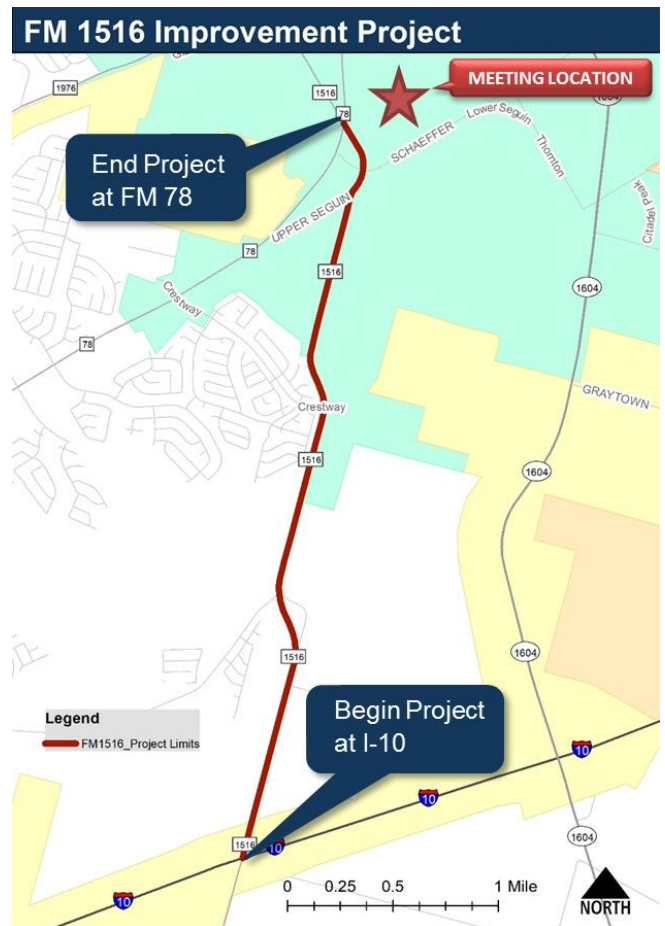 FM 1516 Improvement Project
MEETING LOCATION
1976
1516
1604
78
End Project
at FM 78
SCHAEFER
Lower Seguin
Thornton
Citadel Peak
UPPER SEGUIN
78
1516
Crestway
1604
78
GRAYTOWN
Crestway
1516
1604
1516
1604
Legend
FM1516_Project Limits
Begin Project
at I-10
10
10
1516
10
1604
10
0 0.25 0.5 1 Mile
NORTH